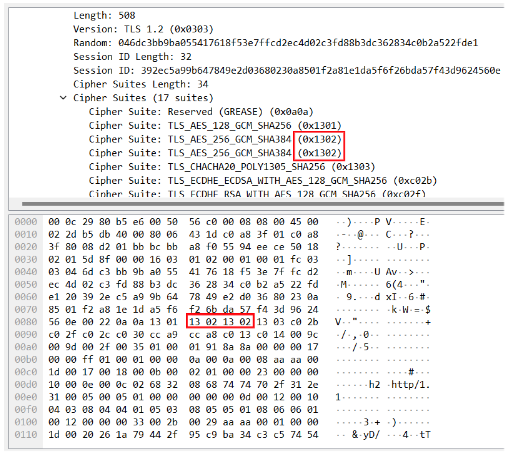 Length: 508
Version: TLS 1.2 (0x0303)
Random: 046dc3bb9ba055417618f53e7ffcd2ec4d02c3fd88b3dc362834c0b2a522fde1
Session ID Length: 32
Session ID: 392ec5a99b647849e2d03680230a8501f2a81e1da5f6f26bda57f43d9624560e
Cipher Suites Length: 34
Cipher Suites (17 suites)
Cipher Suite: Reserved (GREASE) (0x0a0a)
Cipher Suite: TLS_AES_128_GCM_SHA256 (0x1301)
Cipher Suite: TLS_AES_256_GCM_SHA384 (0x1302)
Cipher Suite: TLS_AES_256_GCM_SHA384 (0x1302)
Cipher Suite: TLS_CHACHA20_POLY1305_SHA256 (0x1303)
Cipher Suite: TLS_ECDHE_ECDSA_WITH_AES_128_GCM_SHA256 (0xc02b)
Cipher Suite: TLS_ECDHE_RSA_WITH_AES_128_GCM_SHA256 (0xc02f)
0000 00 0c 29 80 b5 e6 00 50 56 c0 00 08 08 00 45 00 ··)····P V·····E·
0010 02 2d b5 db 40 00 80 06 43 1d c0 a8 3f 01 c0 a8 ·-··@··· C···?···
0020 3f 80 08 d2 01 bb bc bb a8 f0 55 94 ee ce 50 18 ?······· ··U···P·
0030 02 01 5d 8f 00 00 16 03 01 02 00 01 00 01 fc 03 ··]····· ········
0040 03 04 6d c3 bb 9b a0 55 41 76 18 f5 3e 7f fc d2 ··m····U Av··>···
0050 ec 4d 02 c3 fd 88 b3 dc 36 28 34 c0 b2 a5 22 fd ·M······ 6(4···"·
0060 e1 20 39 2e c5 a9 9b 64 78 49 e2 d0 36 80 23 0a · 9.···d xI··6·#·
0070 85 01 f2 a8 1e 1d a5 f6 f2 6b da 57 f4 3d 96 24 ········ ·k·W·=·$
0080 56 0e 00 22 0a 0a 13 01 13 02 13 02 13 03 c0 2b V··"···· ·······+
0090 c0 2f c0 2c c0 30 cc a9 cc a8 c0 13 c0 14 00 9c ·/·,·0·· ········
00a0 00 9d 00 2f 00 35 01 00 01 91 8a 8a 00 00 00 17 ···/·5·· ········
00b0 00 00 ff 01 00 01 00 00 0a 00 0a 00 08 aa aa 00 ········ ········
00c0 1d 00 17 00 18 00 0b 00 02 01 00 00 23 00 00 00 ········ ····#···
00d0 10 00 0e 00 0c 02 68 32 08 68 74 74 70 2f 31 2e ······h2 ·http/1.
00e0 31 00 05 00 05 01 00 00 00 00 00 0d 00 12 00 10 1······· ········
00f0 04 03 08 04 04 01 05 03 08 05 05 01 08 06 06 01 ········ ········
0100 00 12 00 00 00 33 00 2b 00 29 aa aa 00 01 00 00 ·····3·+ ·)······
0110 1d 00 20 26 1a 79 44 2f 95 c9 ba 34 c3 c5 74 54 ·· &·yD/ ···4··tT